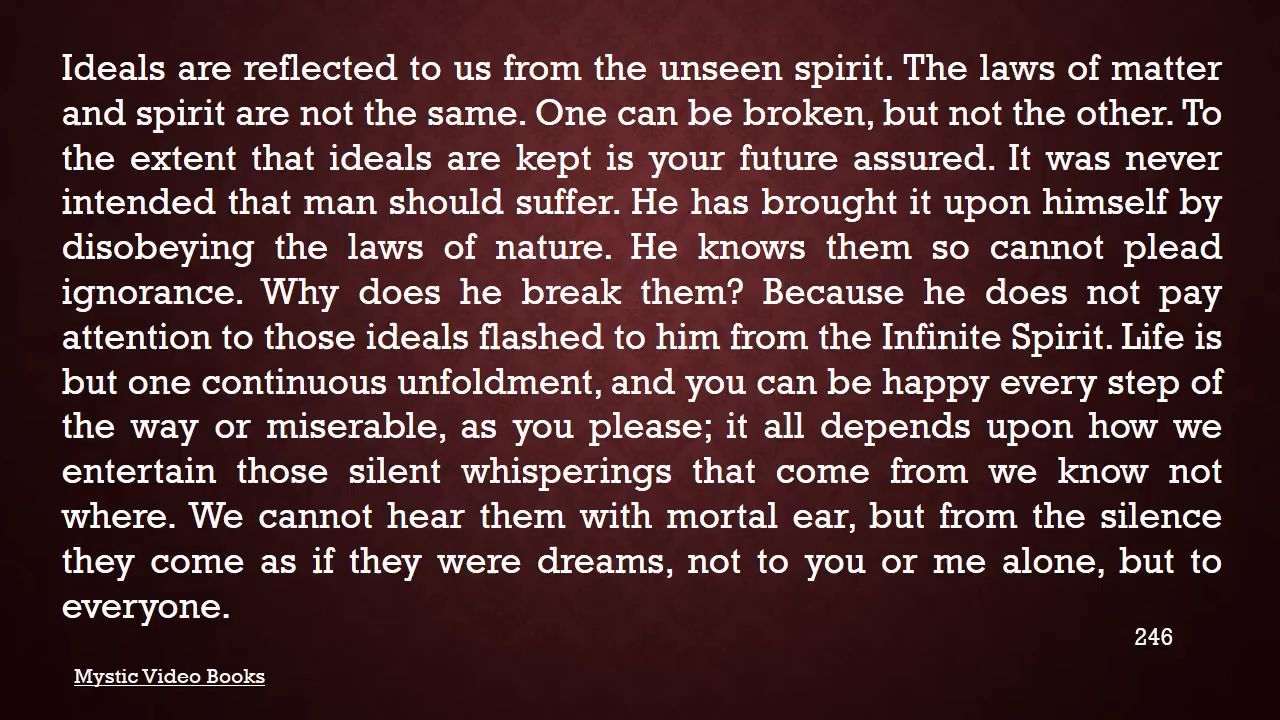 Ideals are reflected to us from the unseen spirit. The laws of matter
and spirit are not the same. One can be broken, but not the other. To
the extent that ideals are kept is your future assured. It was never
intended that man should suffer. He has brought it upon himself by
disobeying the laws of nature. He knows them so cannot plead
ignorance. Why does he break them? Because he does not pay
attention to those ideals flashed to him from the Infinite Spirit. Life is
but one continuous unfoldment, and you can be happy every step of
the way or miserable, as you please; it all depends upon how we
entertain those silent whisperings that come from we know not
where. We cannot hear them with mortal ear, but from the silence
they come as if they were dreams, not to you or me alone, but to
everyone.
246
Mystic Video Books